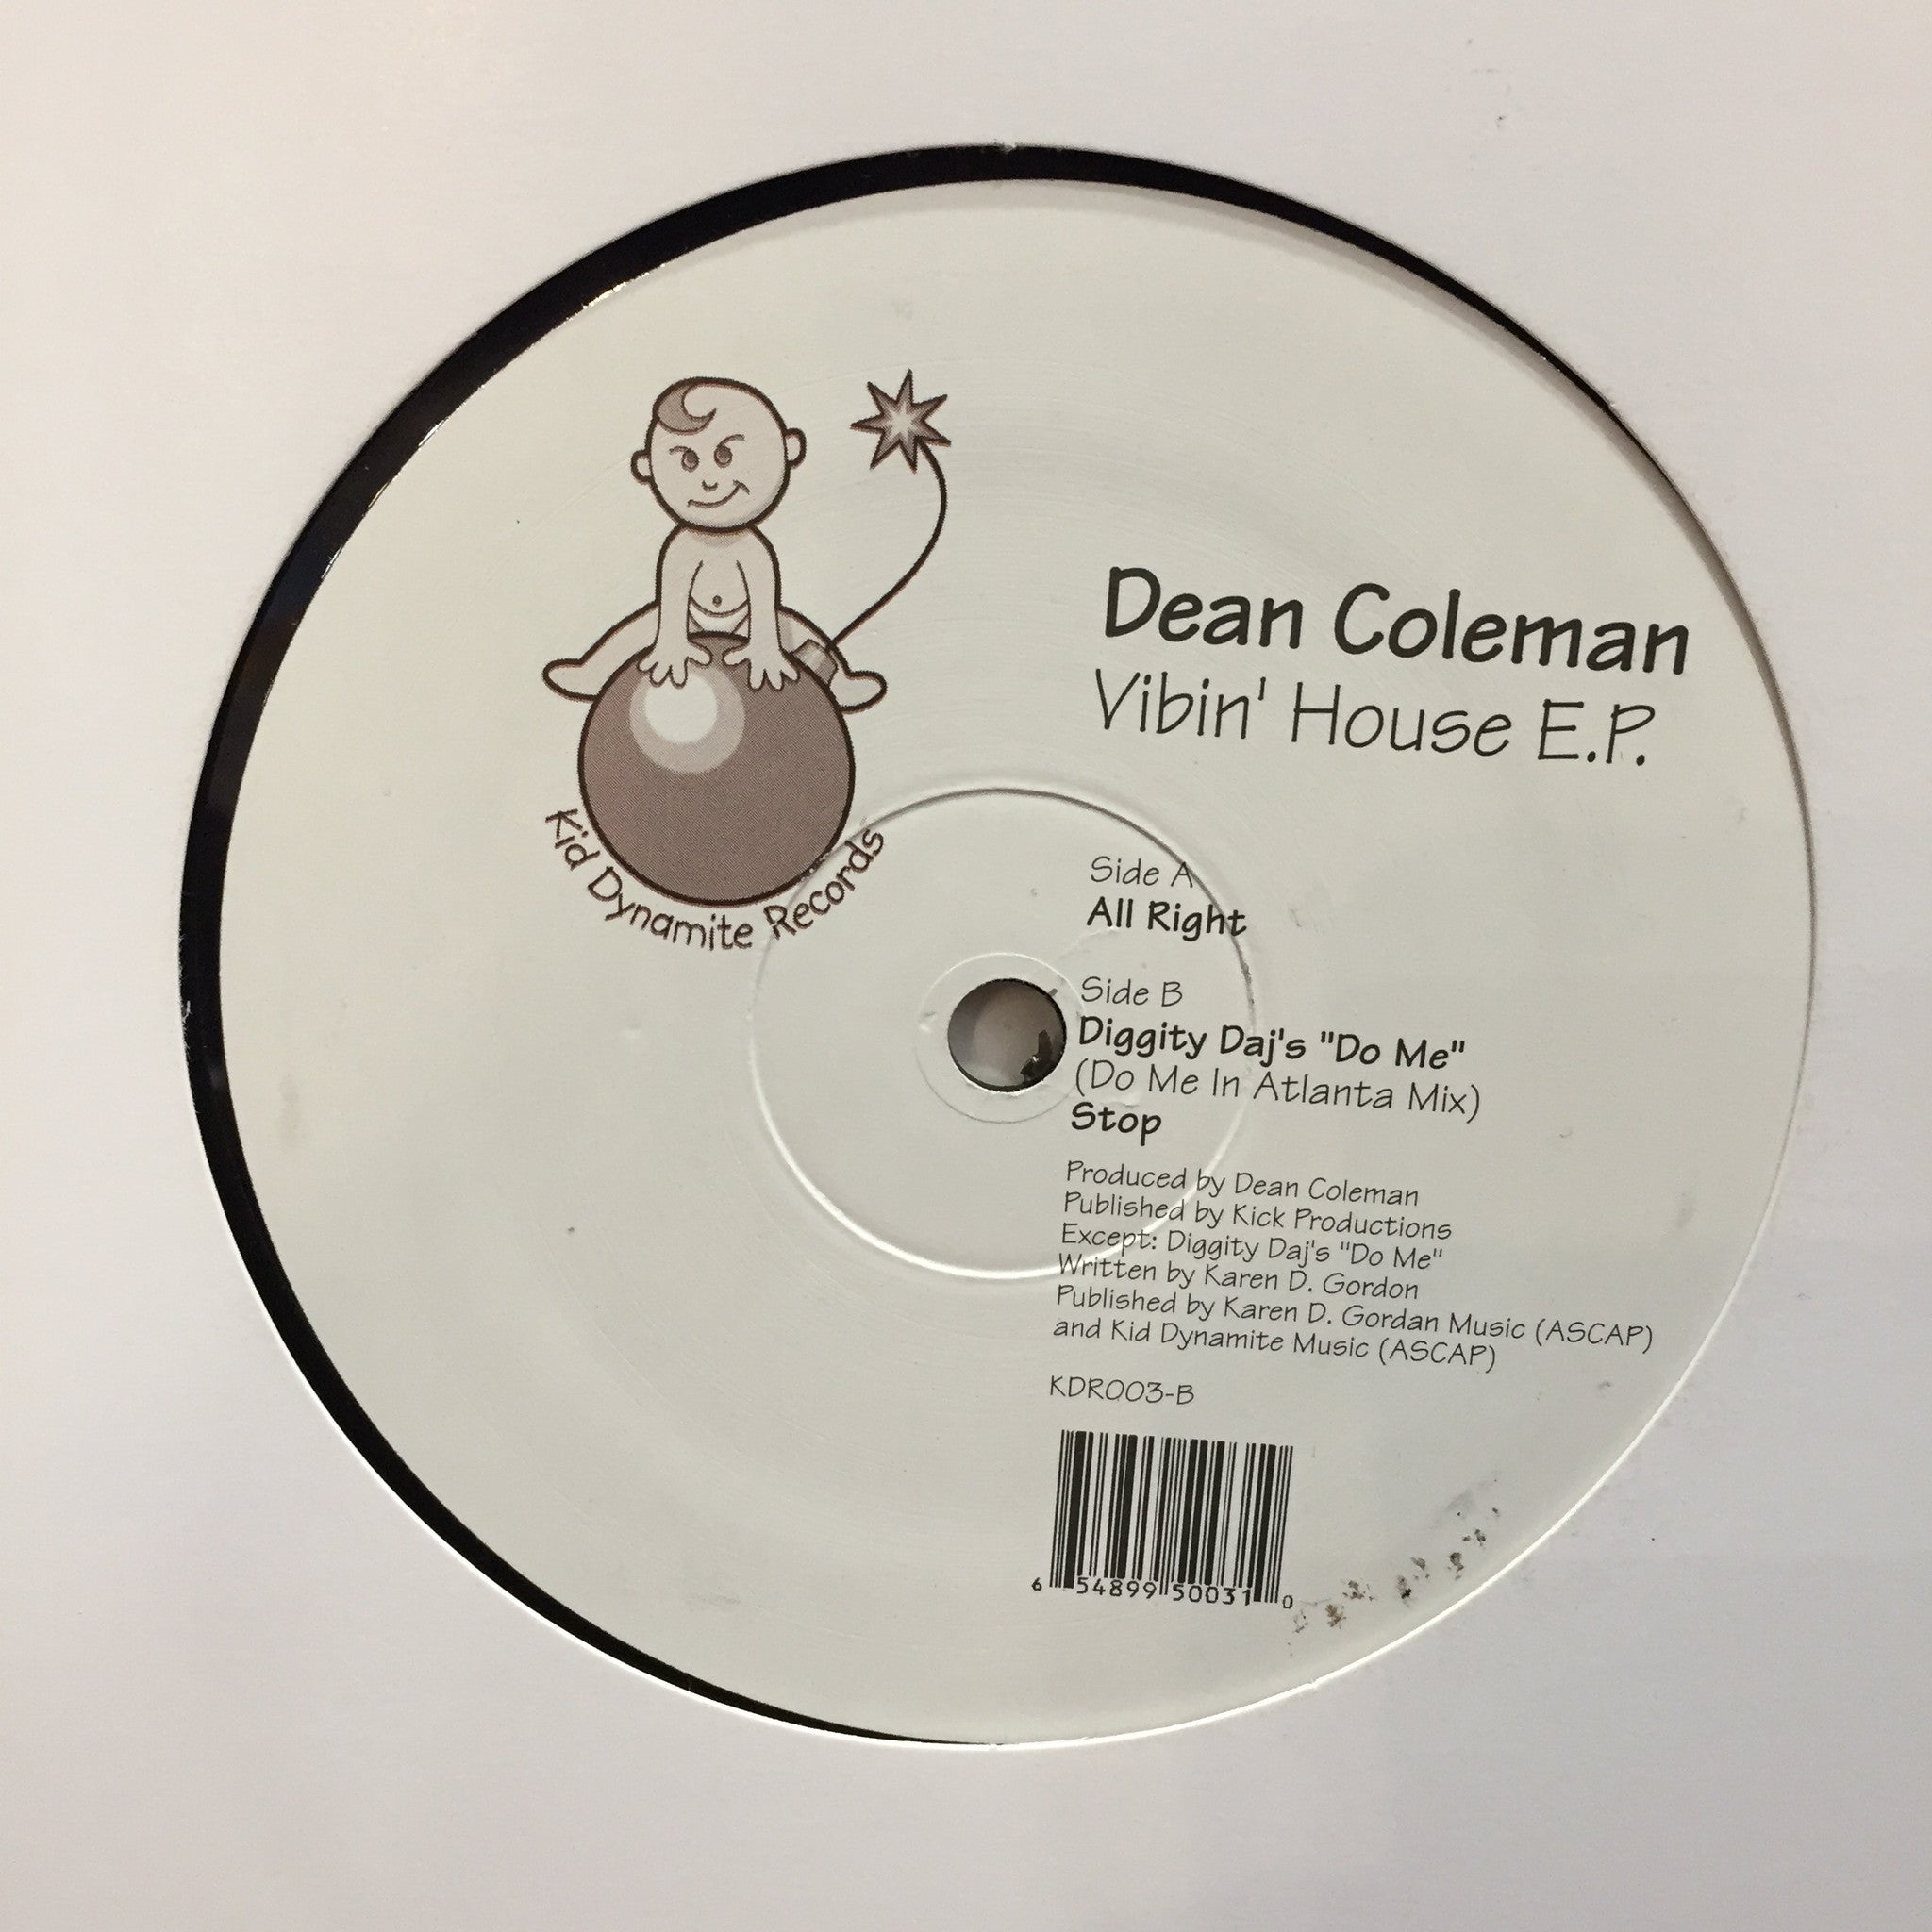 Dean Coleman
Vibin' House E.P.
Kid Dynamite Records
Side A
All Right
Side B
Diggity Daj's "Do Me"
(Do Me In Atlanta Mix)
Stop
Produced by Dean Coleman
Published by Kick Productions
Except: Diggity Daj's "Do Me"
Written by Karen D. Gordon
Published by Karen D. Gordan Music (ASCAP)
and Kid Dynamite Music (ASCAP)
KDR003-B
6 54899 50031 0